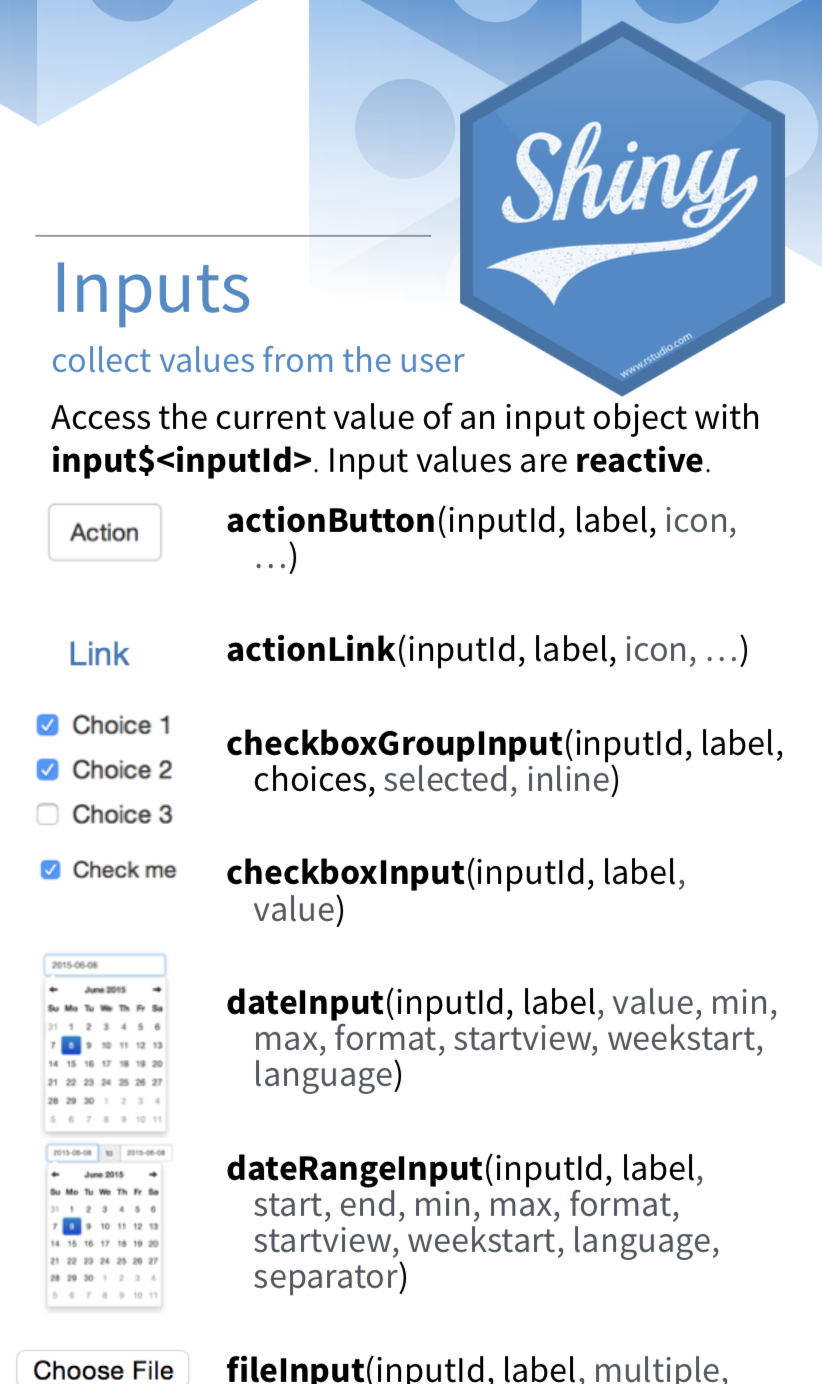 Shiny
www.rstudio.com
Inputs
collect values from the user
Access the current value of an input object with
input$<inputId>. Input values are reactive.
Action
actionButton(inputId, label, icon,
…)
Link
actionLink(inputId, label, icon, …)
Choice 1
Choice 2
Choice 3
checkboxGroupInput(inputId, label,
choices, selected, inline)
Check me
checkboxInput(inputId, label,
value)
2015-06-08
June 2015
Su Mo Tu We Th Fr Sa
31 1 2 3 4 5 6
7 8 9 10 11 12 13
14 15 16 17 18 19 20
21 22 23 24 25 26 27
28 29 30 1 2 3 4
5 6 7 8 9 10 11
dateInput(inputId, label, value, min,
max, format, startview, weekstart,
language)
2015-06-08 to 2015-06-08
June 2015
Su Mo Tu We Th Fr Sa
31 1 2 3 4 5 6
7 8 9 10 11 12 13
14 15 16 17 18 19 20
21 22 23 24 25 26 27
28 29 30 1 2 3 4
5 6 7 8 9 10 11
dateRangeInput(inputId, label,
start, end, min, max, format,
startview, weekstart, language,
separator)
Choose File
fileInput(inputId, label, multiple,